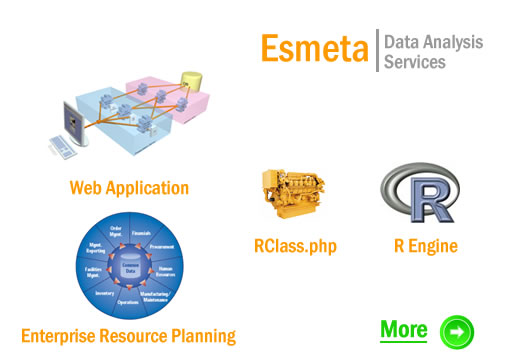 Esmeta
Data Analysis
Services
Web Application
RClass.php
R
R Engine
Order
Mgmt.
Financials
Procurement
Human
Resources
Manufacturing/
Maintenance
Operations
Inventory
Facilities
Mgmt.
Mgmt.
Reporting
Common
Data
Enterprise Resource Planning
More